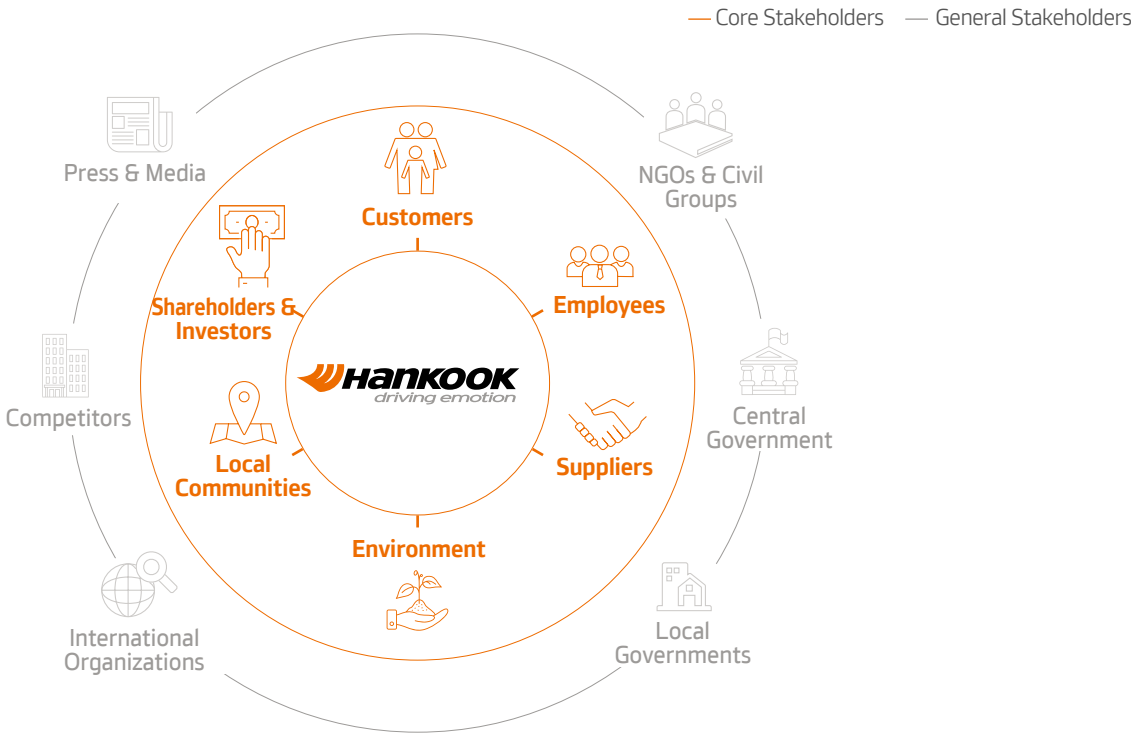 Core Stakeholders
General Stakeholders
Press & Media
NGOs & Civil
Groups
Customers
Shareholders &
Investors
Employees
HANKOOK
driving emotion
Competitors
Central
Government
Local
Communities
Suppliers
Environment
International
Organizations
Local
Governments